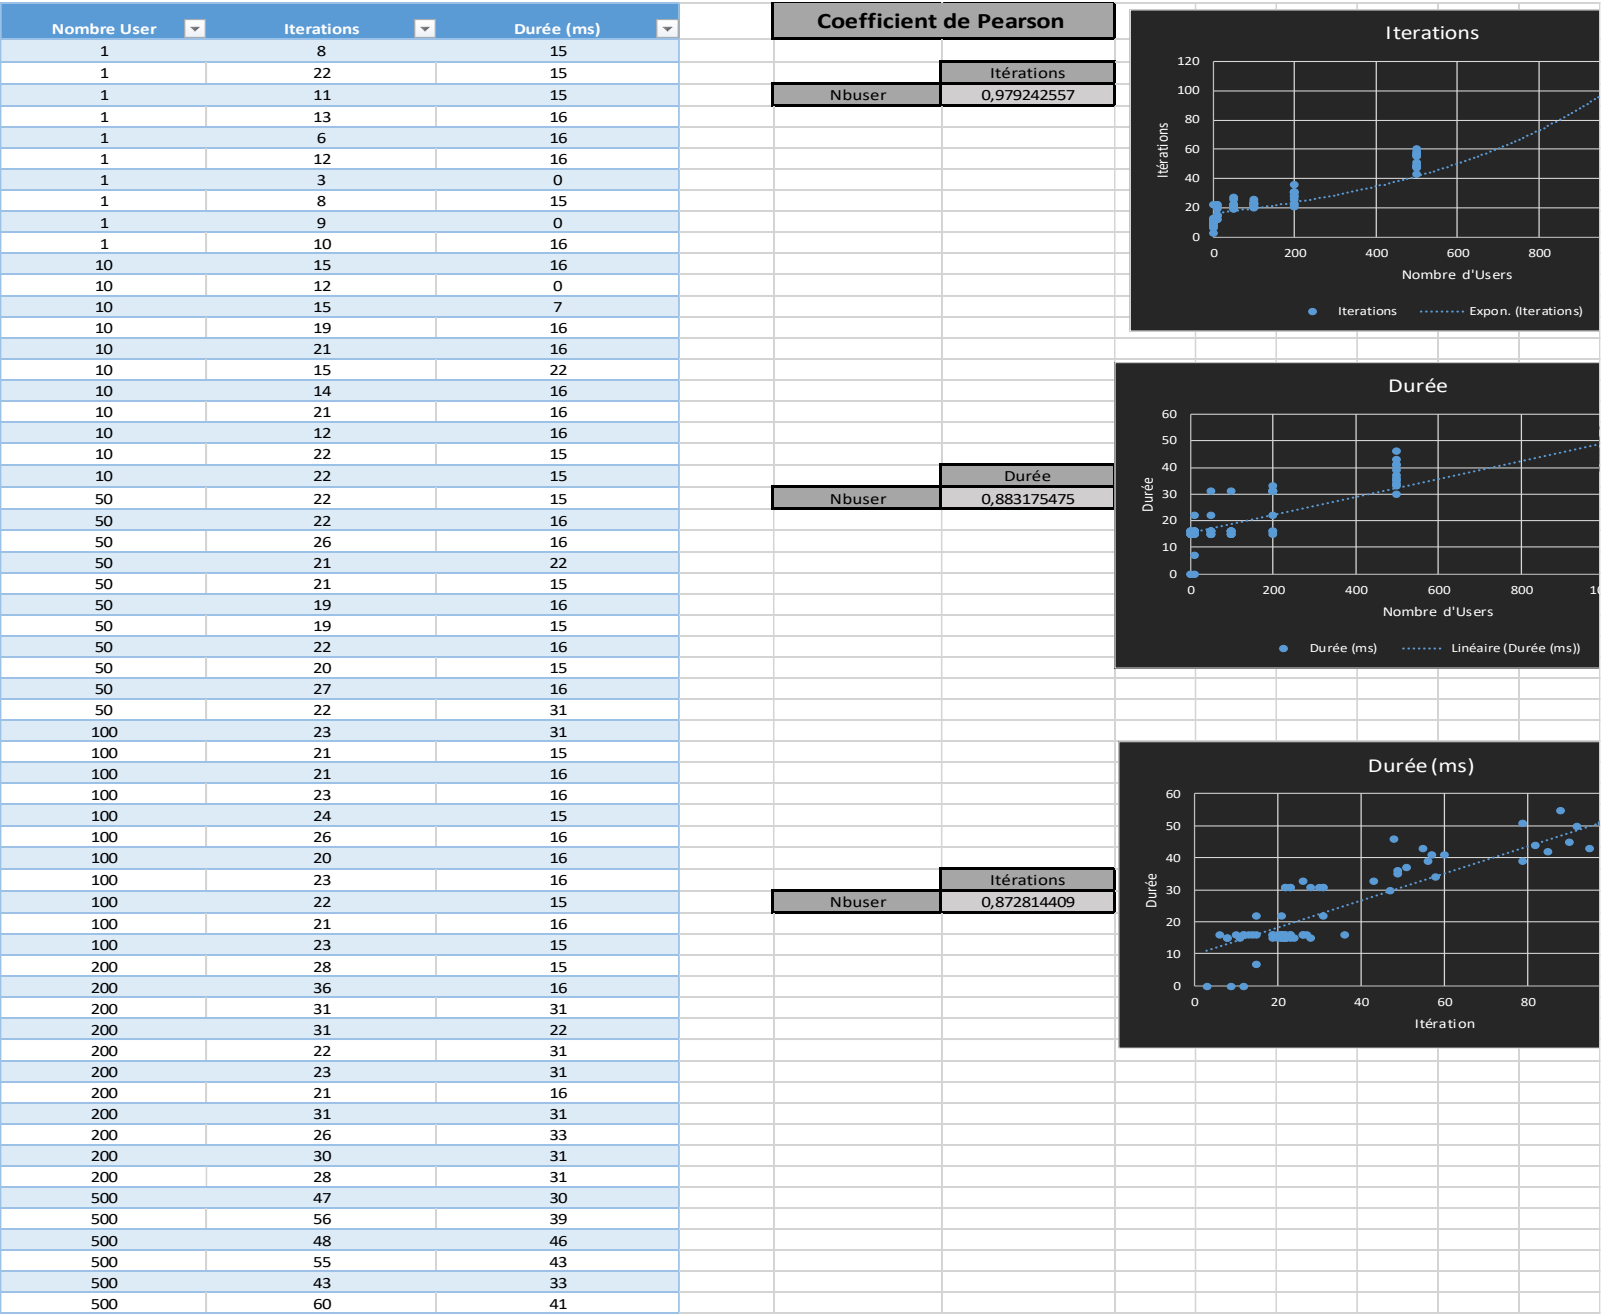 Nombre User Iterations Durée (ms)
1 8 15
1 22 15
1 11 15
1 13 16
1 6 16
1 12 16
1 3 0
1 8 15
1 9 0
1 10 16
10 15 16
10 12 0
10 15 7
10 19 16
10 21 16
10 15 22
10 14 16
10 21 16
10 12 16
10 22 15
10 22 15
50 22 15
50 22 16
50 26 16
50 21 22
50 21 15
50 19 16
50 19 15
50 22 16
50 20 15
50 27 16
50 22 31
100 23 31
100 21 15
100 21 16
100 23 16
100 24 15
100 26 16
100 20 16
100 23 16
100 22 15
100 21 16
100 23 15
200 28 15
200 36 16
200 31 31
200 31 22
200 22 31
200 23 31
200 21 16
200 31 31
200 26 33
200 30 31
200 28 31
500 47 30
500 56 39
500 48 46
500 55 43
500 43 33
500 60 41
Coefficient de Pearson
Itérations
Nbuser 0,979242557
Durée
Nbuser 0,883175475
Itérations
Nbuser 0,872814409
Iterations
120
100
80
60
40
20
0
Itérations
0 200 400 600 800
Nombre d'Users
Iterations Expon. (Iterations)
Durée
60
50
40
30
20
10
0
Durée
0 200 400 600 800 10
Nombre d'Users
Durée (ms) Linéaire (Durée (ms))
Durée (ms)
60
50
40
30
20
10
0
Durée
0 20 40 60 80
Itération